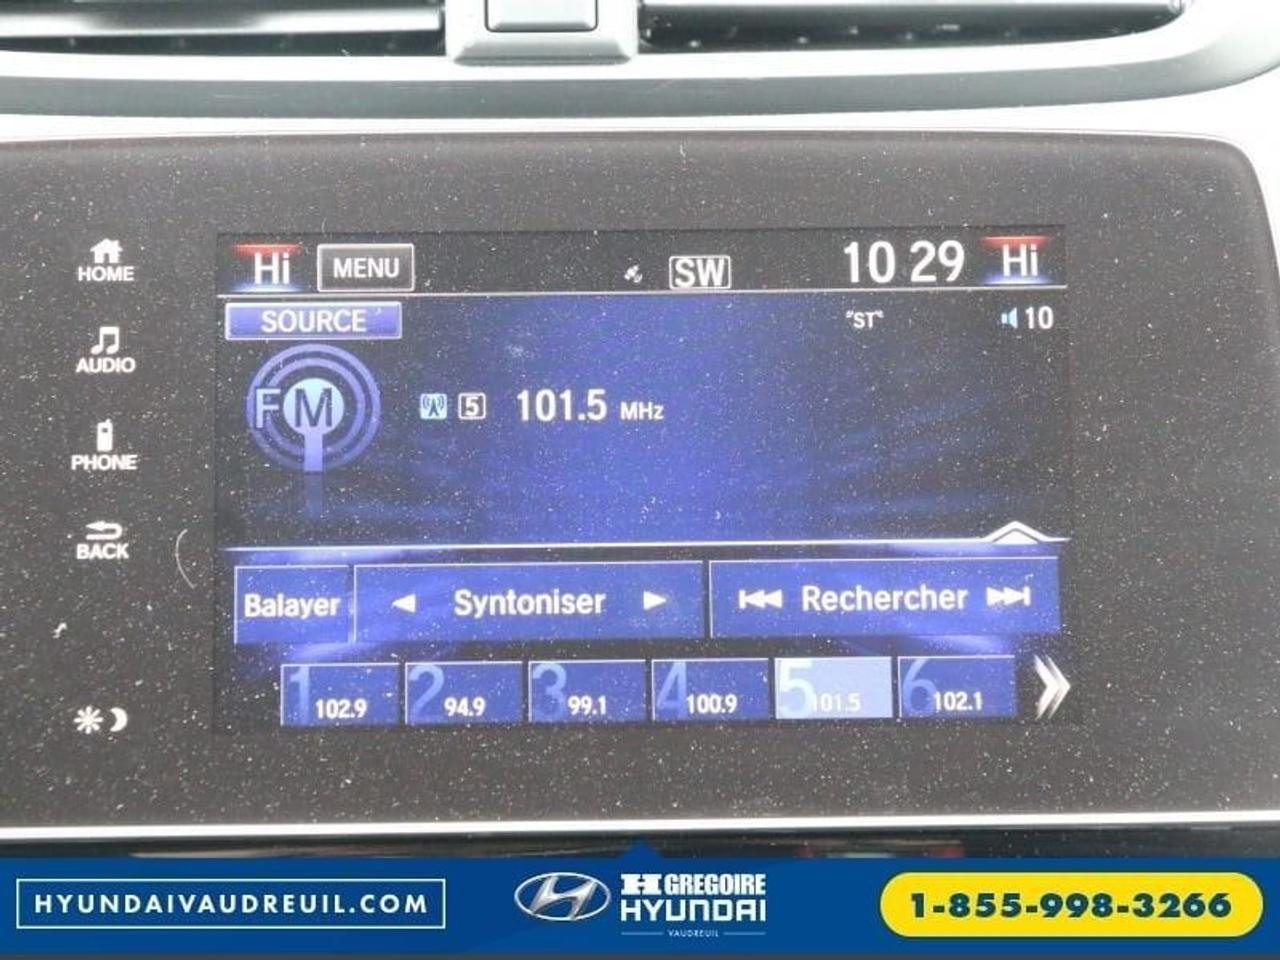 Hi MENU SW 10 29 Hi
HOME
SOURCE "ST" 10
AUDIO
FM 5 101.5 MHz
PHONE
BACK
Balayer Syntoniser Rechercher
1 102.9 2 94.9 3 99.1 4 100.9 5 101.5 6 102.1
HYUNDAIVAUDREUIL.COM
HYUNDAI
H GREGOIRE
VAUDREUIL
1-855-998-3266